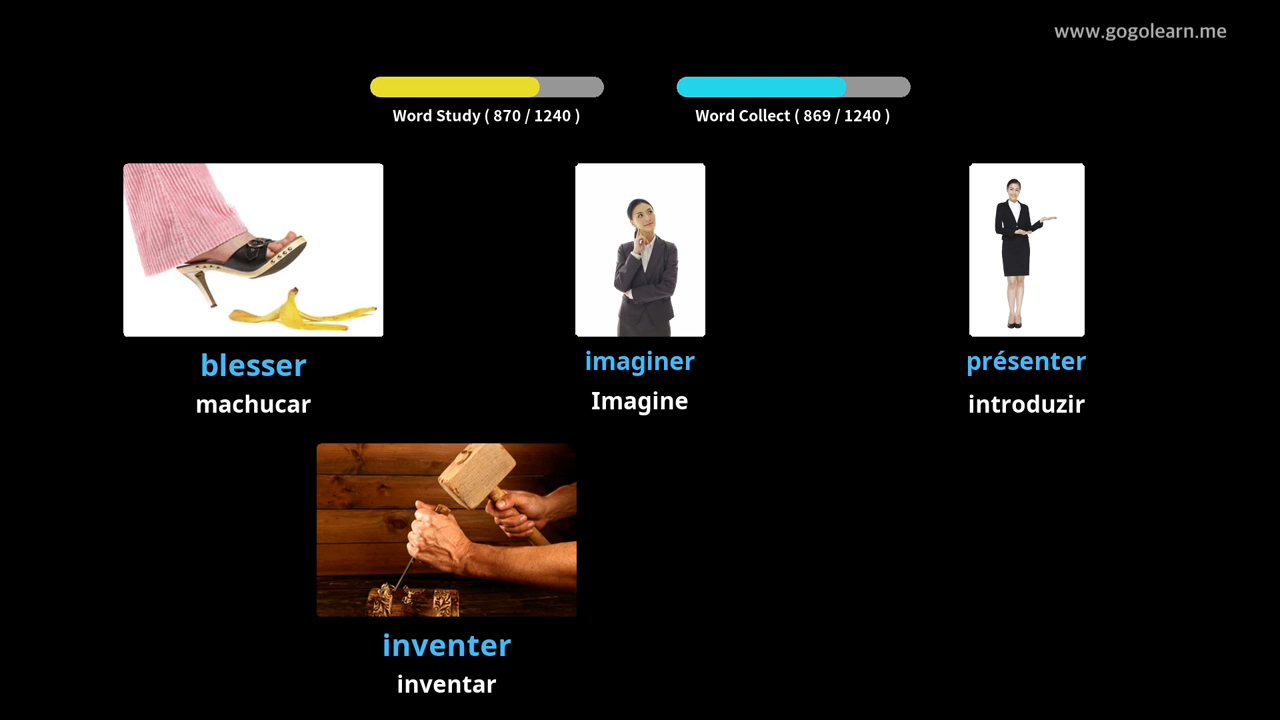 www.gogolearn.me
Word Study ( 870 / 1240 )
Word Collect ( 869 / 1240 )
blesser
machucar
imaginer
Imagine
présenter
introduzir
inventer
inventar